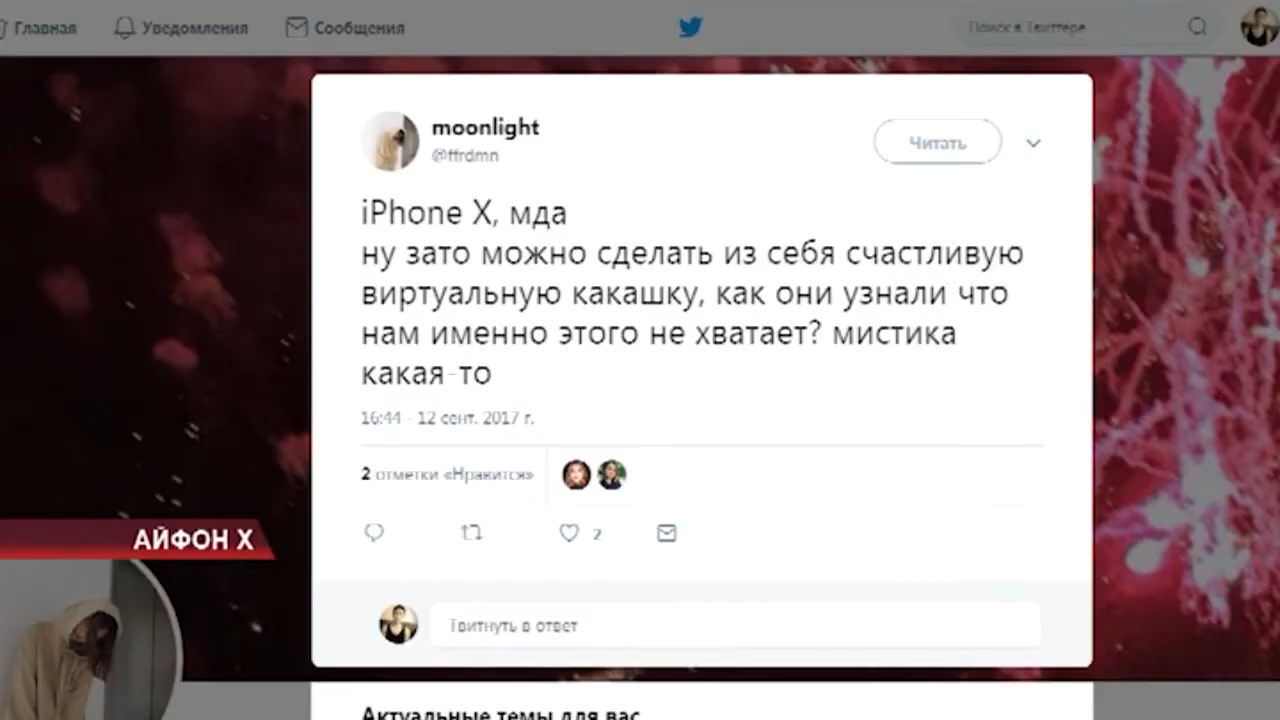 Главная
Уведомления
Сообщения
Поиск в Твиттере
moonlight
@ffrdmn
Читать
iPhone X, мда
ну зато можно сделать из себя счастливую
виртуальную какашку, как они узнали что
нам именно этого не хватает? мистика
какая-то
16:44 - 12 сент. 2017 г.
2 отметки «Нравится»
2
АЙФОН X
Твитнуть в ответ
Актуальные темы для вас